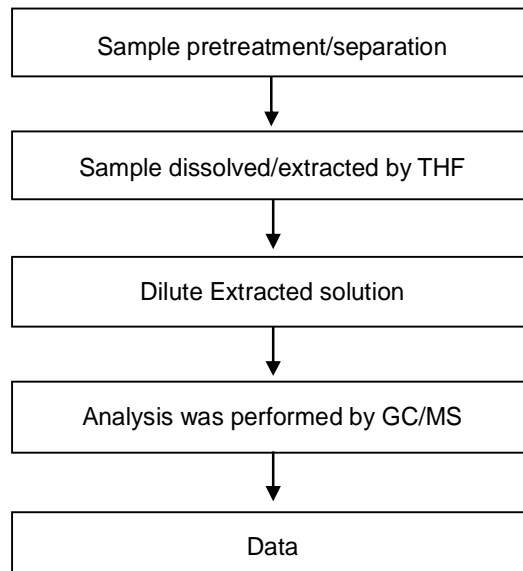 Sample pretreatment/separation
Sample dissolved/extracted by THF
Dilute Extracted solution
Analysis was performed by GC/MS
Data